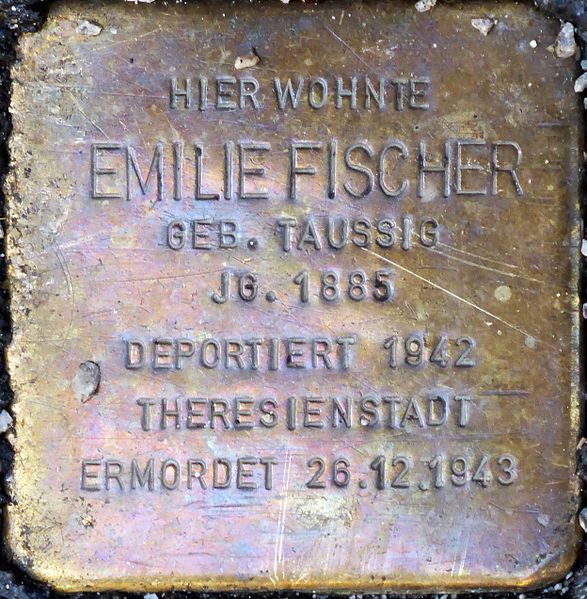 HIER WOHNTE
EMILIE FISCHER
GEB. TAUSSIG
JG. 1885
DEPORTIERT 1942
THERESIENSTADT
ERMORDET 26.12.1943